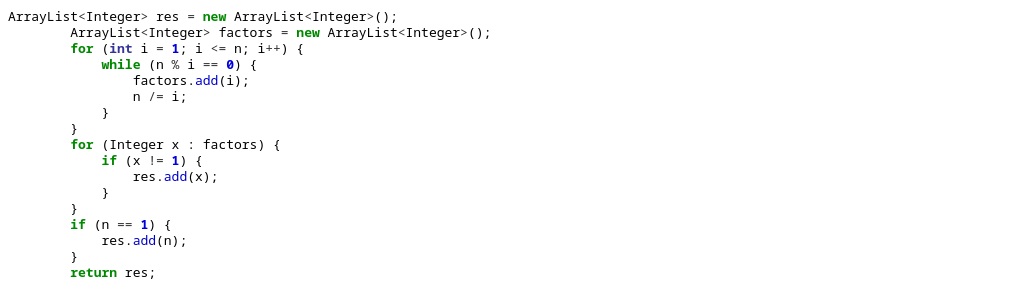 ArrayList<Integer> res = new ArrayList<Integer>();
        ArrayList<Integer> factors = new ArrayList<Integer>();
        for (int i = 1; i <= n; i++) {
            while (n % i == 0) {
                factors.add(i);
                n /= i;
            }
        }
        for (Integer x : factors) {
            if (x != 1) {
                res.add(x);
            }
        }
        if (n == 1) {
            res.add(n);
        }
        return res;